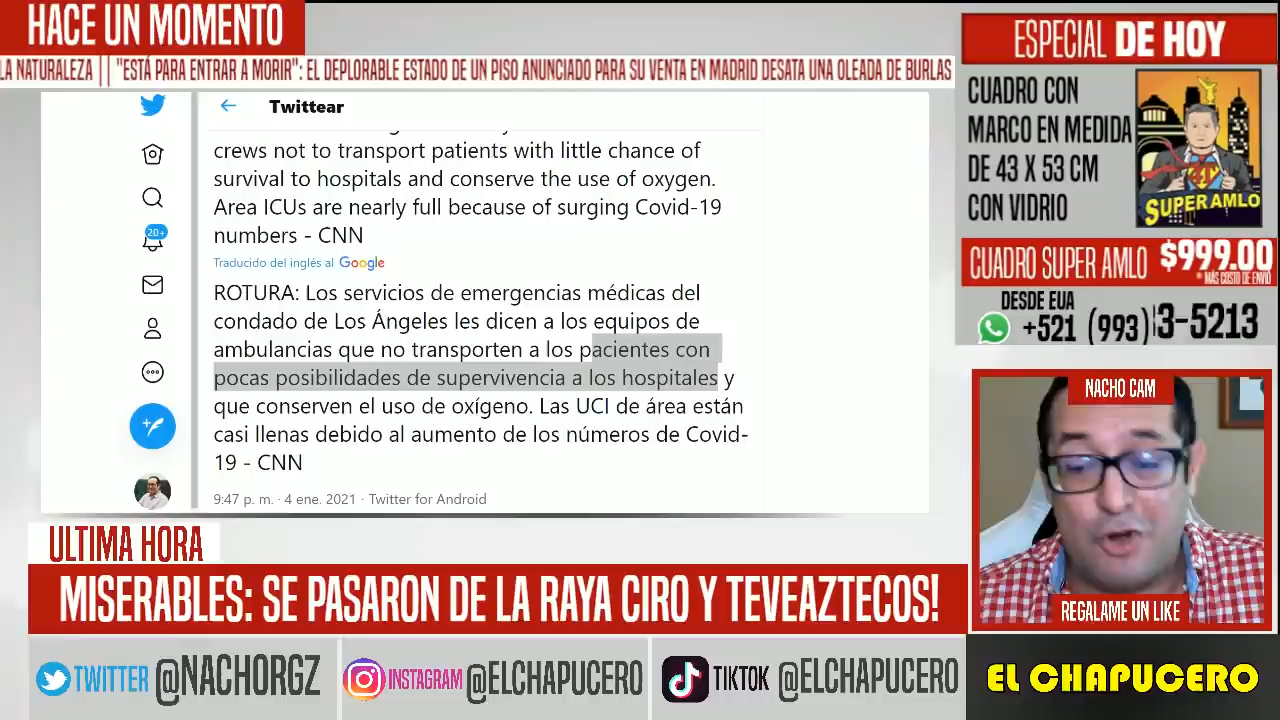 HACE UN MOMENTO
LA NATURALEZA || "ESTÁ PARA ENTRAR A MORIR": EL DEPLORABLE ESTADO DE UN PISO ANUNCIADO PARA SU VENTA EN MADRID DESATA UNA OLEADA DE BURLAS
Twittear
crews not to transport patients with little chance of
survival to hospitals and conserve the use of oxygen.
Area ICUs are nearly full because of surging Covid-19
numbers - CNN
Traducido del inglés al Google
ROTURA: Los servicios de emergencias médicas del
condado de Los Ángeles les dicen a los equipos de
ambulancias que no transporten a los pacientes con
pocas posibilidades de supervivencia a los hospitales y
que conserven el uso de oxígeno. Las UCI de área están
casi llenas debido al aumento de los números de Covid-
19 - CNN
9:47 p. m. · 4 ene. 2021 · Twitter for Android
20+
ESPECIAL DE HOY
CUADRO CON
MARCO EN MEDIDA
DE 43 X 53 CM
CON VIDRIO
SUPER AMLO
CUADRO SUPER AMLO $999.00
* MÁS COSTO DE ENVIÓ
DESDE EUA
+521 (993) 3-5213
NACHO CAM
REGALAME UN LIKE
ULTIMA HORA
MISERABLES: SE PASARON DE LA RAYA CIRO Y TEVEAZTECOS!
TWITTER @NACHORGZ
INSTAGRAM @ELCHAPUCERO
TIKTOK @ELCHAPUCERO
EL CHAPUCERO